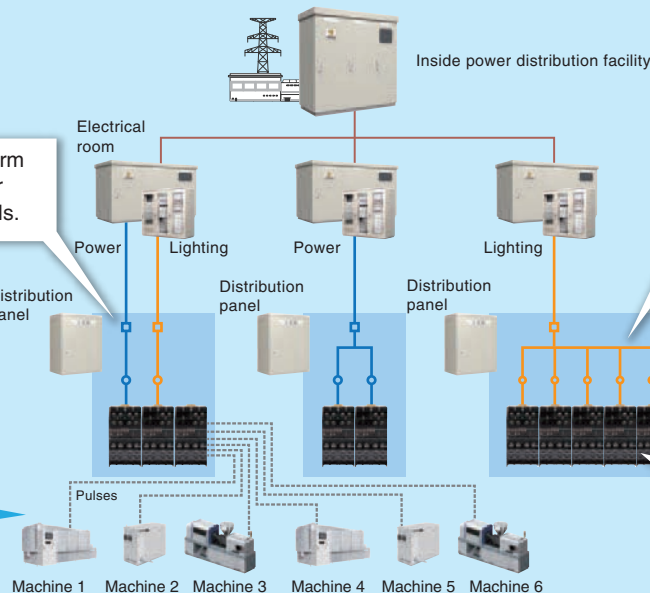 Inside power distribution facility
Electrical
room
Power
Lighting
Power
Lighting
Distribution
panel
Distribution
panel
Pulses
Machine 1
Machine 2
Machine 3
Machine 4
Machine 5
Machine 6